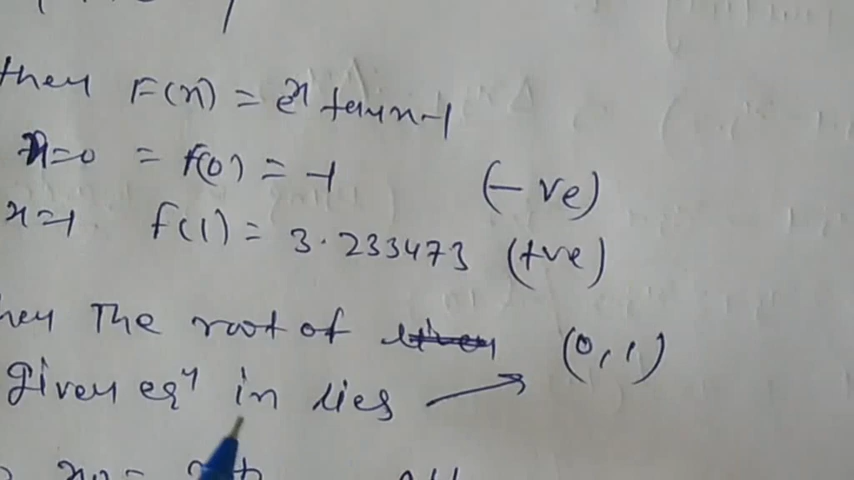 then F(x) = eˣ tanx-1
x=0 = f(0) = -1 (-ve)
x=1 f(1) = 3.233473 (+ve)
The root of (0,1)
Given eqⁿ in lies →